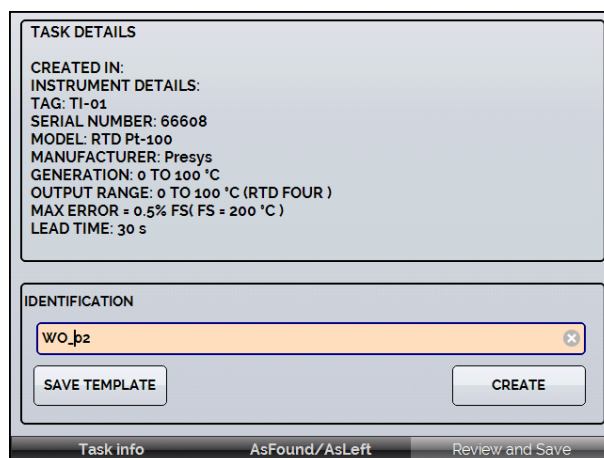 TASK DETAILS
CREATED IN:
INSTRUMENT DETAILS:
TAG: TI-01
SERIAL NUMBER: 66608
MODEL: RTD Pt-100
MANUFACTURER: Presys
GENERATION: 0 TO 100 °C
OUTPUT RANGE: 0 TO 100 °C (RTD FOUR )
MAX ERROR = 0.5% FS( FS = 200 °C )
LEAD TIME: 30 s
IDENTIFICATION
WO_02
SAVE TEMPLATE
CREATE
Task info
AsFound/AsLeft
Review and Save